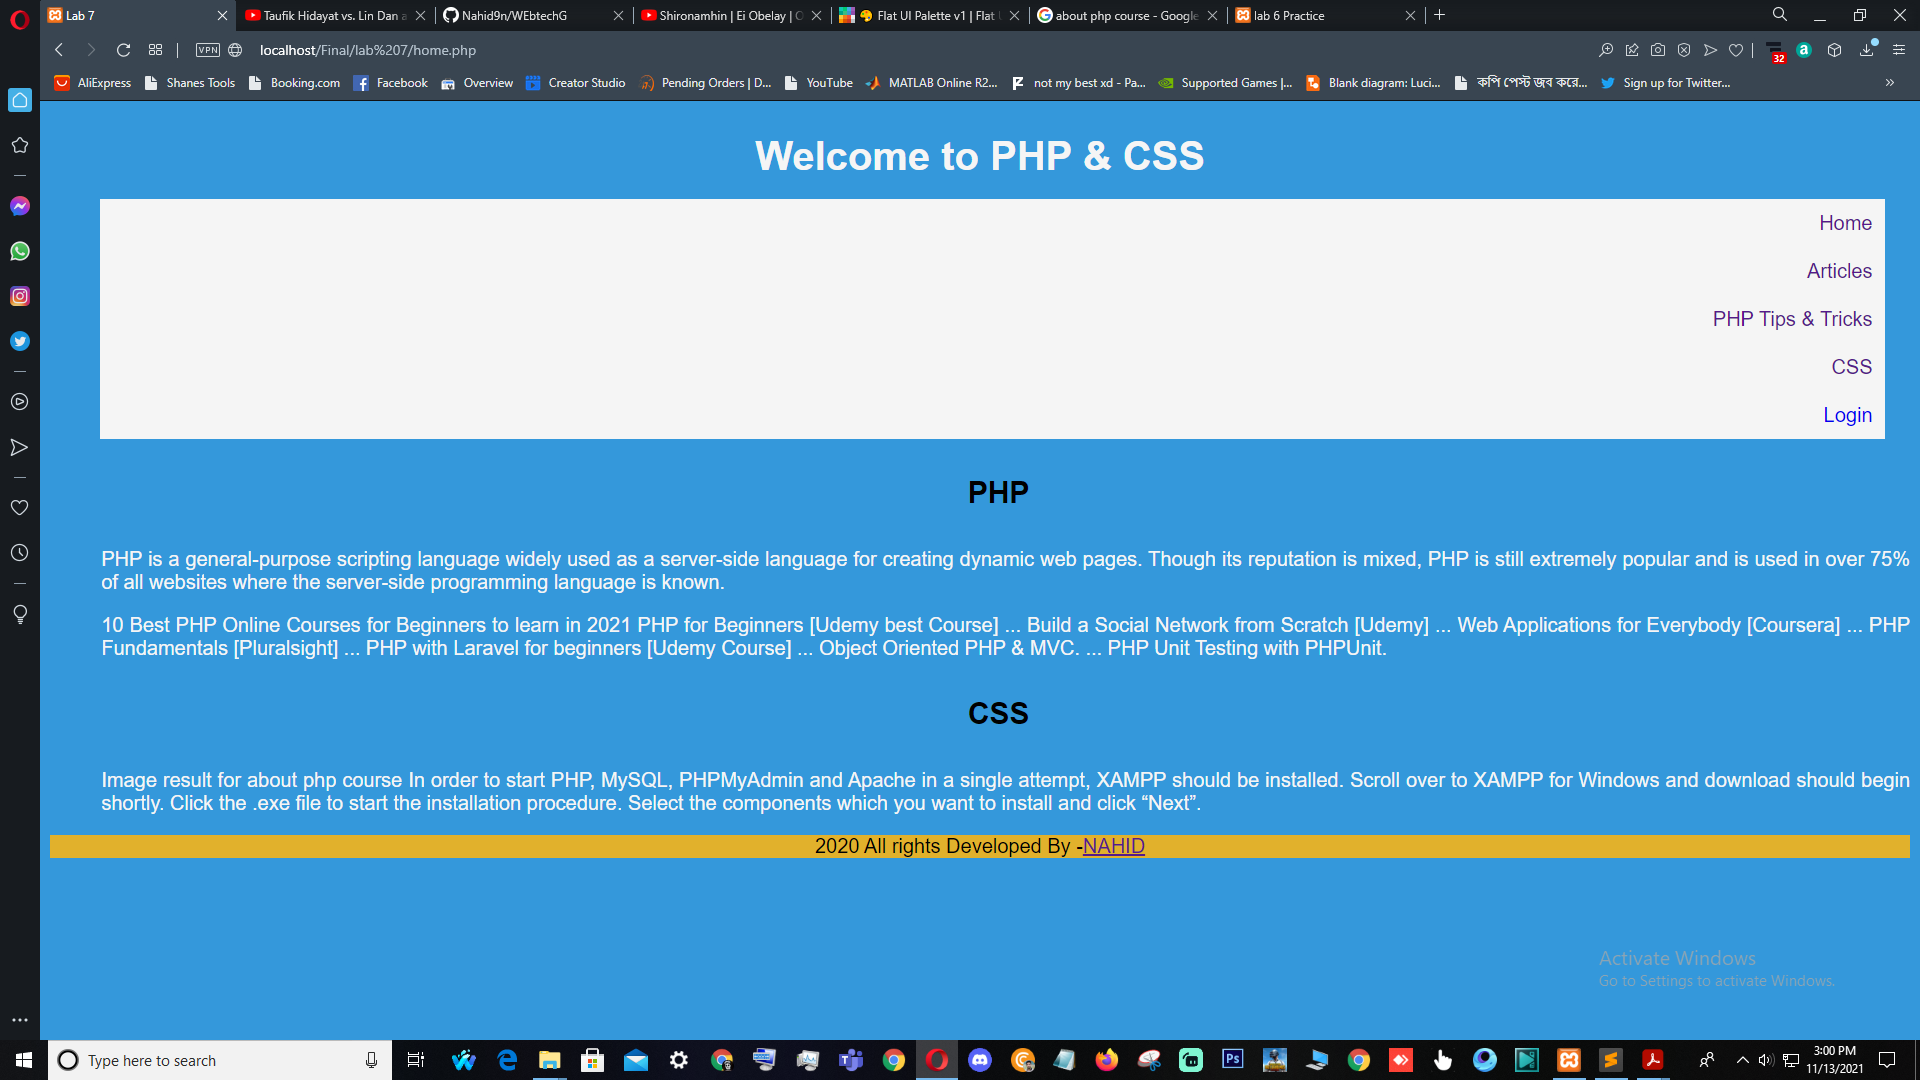 Lab 7
Taufik Hidayat vs. Lin Dan a
Nahid9n/WEbtechG
Shironamhin | Ei Obelay | O
Flat UI Palette v1 | Flat U
about php course - Google
lab 6 Practice
VPN
localhost/Final/lab%207/home.php
32
a
AliExpress
Shanes Tools
Booking.com
Facebook
Overview
Creator Studio
Pending Orders | D...
YouTube
MATLAB Online R2...
not my best xd - Pa...
Supported Games |...
Blank diagram: Luci...
কপি পেস্ট জব করে...
Sign up for Twitter...
»
Welcome to PHP & CSS
Home
Articles
PHP Tips & Tricks
CSS
Login
PHP
PHP is a general-purpose scripting language widely used as a server-side language for creating dynamic web pages. Though its reputation is mixed, PHP is still extremely popular and is used in over 75%
of all websites where the server-side programming language is known.
10 Best PHP Online Courses for Beginners to learn in 2021 PHP for Beginners [Udemy best Course] ... Build a Social Network from Scratch [Udemy] ... Web Applications for Everybody [Coursera] ... PHP
Fundamentals [Pluralsight] ... PHP with Laravel for beginners [Udemy Course] ... Object Oriented PHP & MVC. ... PHP Unit Testing with PHPUnit.
CSS
Image result for about php course In order to start PHP, MySQL, PHPMyAdmin and Apache in a single attempt, XAMPP should be installed. Scroll over to XAMPP for Windows and download should begin
shortly. Click the .exe file to start the installation procedure. Select the components which you want to install and click “Next”.
2020 All rights Developed By -NAHID
Activate Windows
Go to Settings to activate Windows.
Type here to search
Ps
3:00 PM
11/13/2021